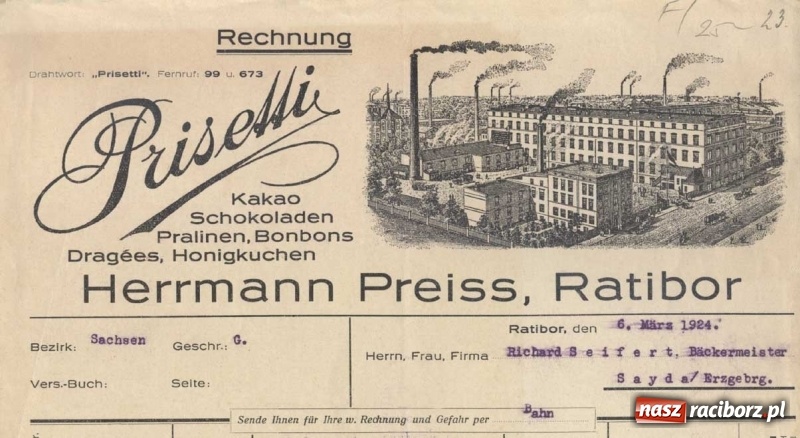 Rechnung
Drahtwort: „Prisetti“. Fernruf: 99 u. 673
Prisetti
Kakao
Schokoladen
Pralinen, Bonbons
Dragées, Honigkuchen
Herrmann Preiss, Ratibor
Bezirk: Sachsen Geschr.: G.
Vers.-Buch: Seite:
Ratibor, den 6. März 1924.
Herrn, Frau, Firma Richard Seifert, Bäckermeister
Sayda/Erzgebrg.
Sende Ihnen für Ihre w. Rechnung und Gefahr per Bahn
nasz raciborz.pl